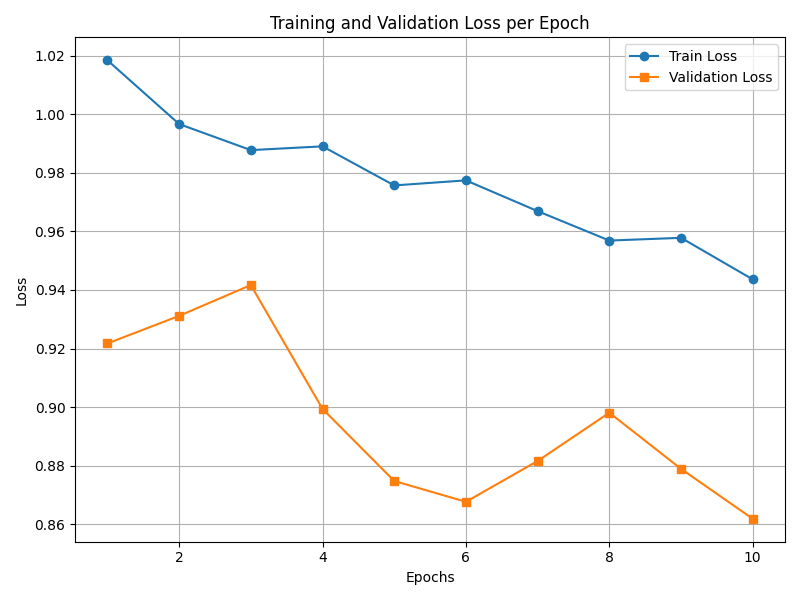 Training and Validation Loss per Epoch
Train Loss
Validation Loss
1.02
1.00
0.98
0.96
0.94
0.92
0.90
0.88
0.86
Loss
2 4 6 8 10
Epochs